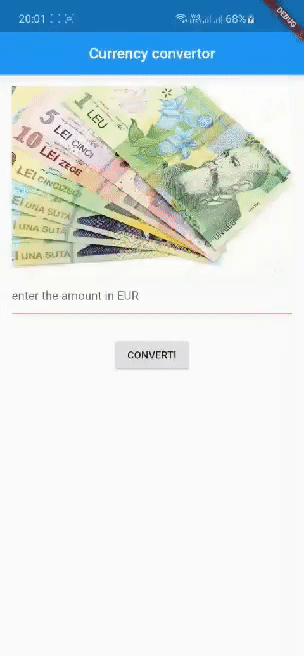 20:01
68%
DEBUG
Currency convertor
1 LEU
5
LEI CINCI
10 LEI ZECE
LEI CINCIZECI
UNA SUTA
UNA SUTA
UNA SUTA
enter the amount in EUR
CONVERT!